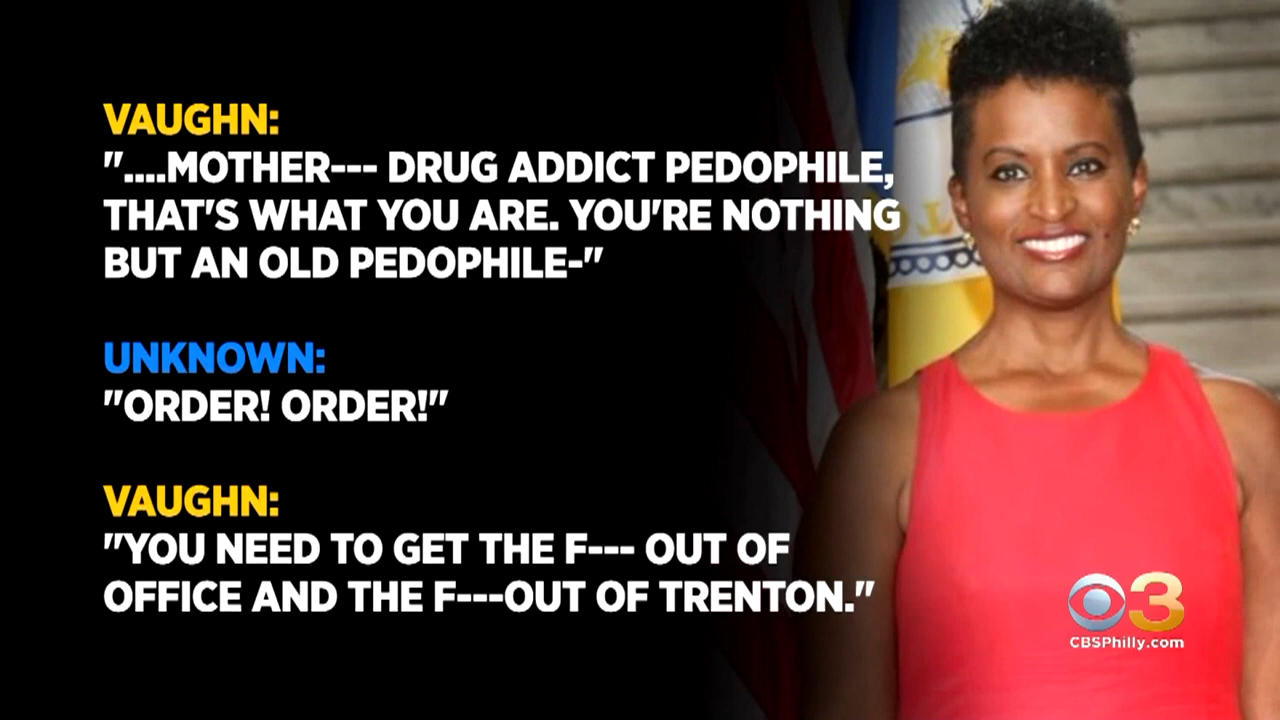 VAUGHN:
"....MOTHER--- DRUG ADDICT PEDOPHILE,
THAT'S WHAT YOU ARE. YOU'RE NOTHING
BUT AN OLD PEDOPHILE-"
UNKNOWN:
"ORDER! ORDER!"
VAUGHN:
"YOU NEED TO GET THE F--- OUT OF
OFFICE AND THE F---OUT OF TRENTON."
3
CBSPhilly.com